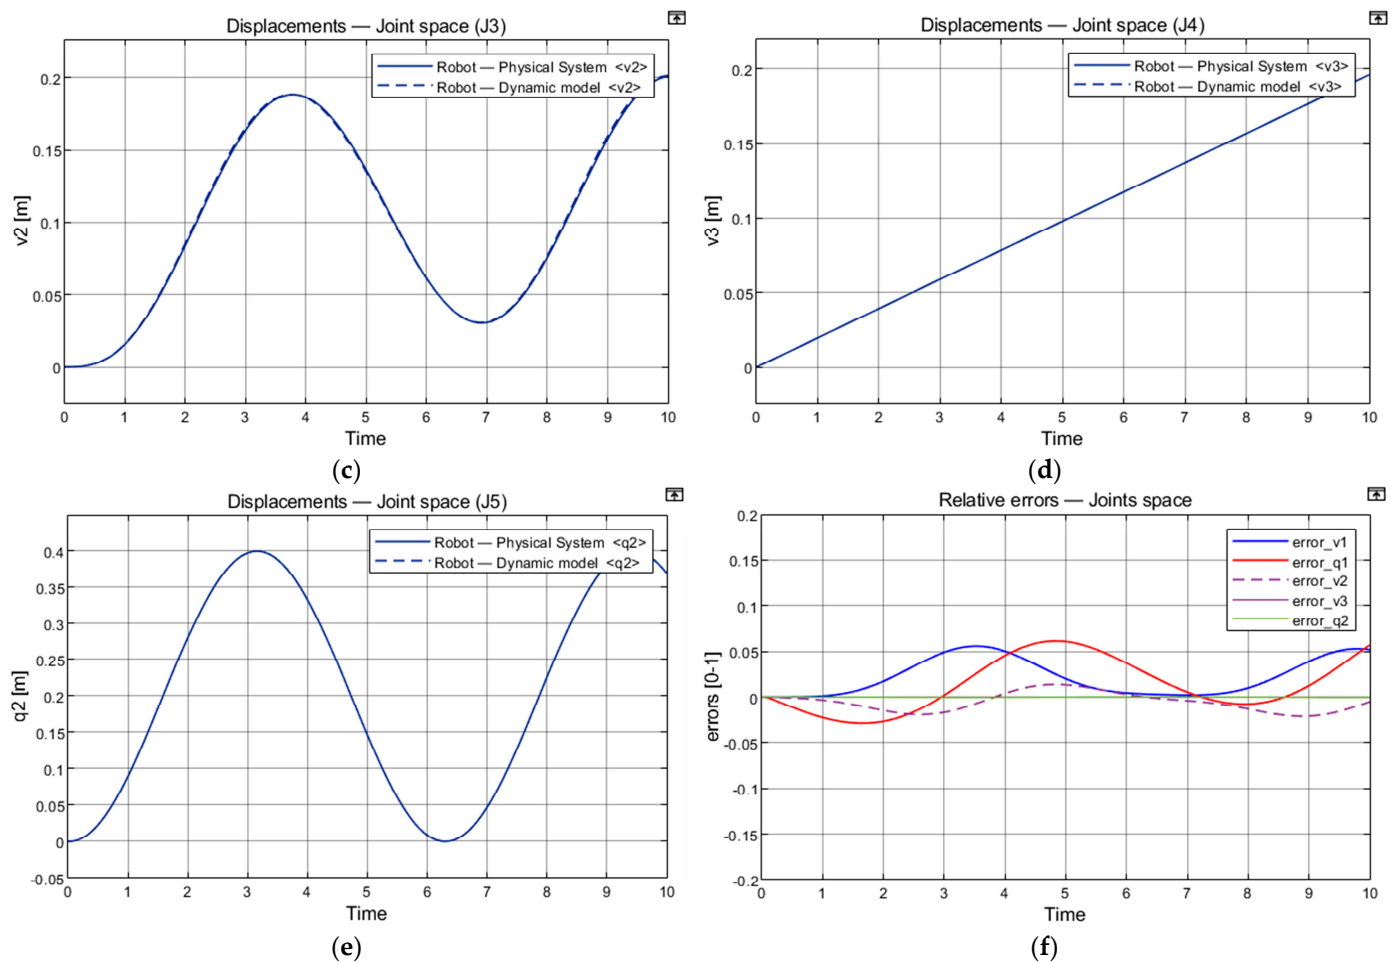 Displacements — Joint space (J3)
Robot — Physical System <v2>
Robot — Dynamic model <v2>
0.2
0.15
0.1
0.05
0
v2 [m]
0 1 2 3 4 5 6 7 8 9 10
Time
(c)
Displacements — Joint space (J4)
Robot — Physical System <v3>
Robot — Dynamic model <v3>
0.2
0.15
0.1
0.05
0
v3 [m]
0 1 2 3 4 5 6 7 8 9 10
Time
(d)
Displacements — Joint space (J5)
Robot — Physical System <q2>
Robot — Dynamic model <q2>
0.4
0.35
0.3
0.25
0.2
0.15
0.1
0.05
0
-0.05
q2 [m]
0 1 2 3 4 5 6 7 8 9 10
Time
(e)
Relative errors — Joints space
error_v1
error_q1
error_v2
error_v3
error_q2
0.2
0.15
0.1
0.05
0
-0.05
-0.1
-0.15
-0.2
errors [0-1]
0 1 2 3 4 5 6 7 8 9 10
Time
(f)